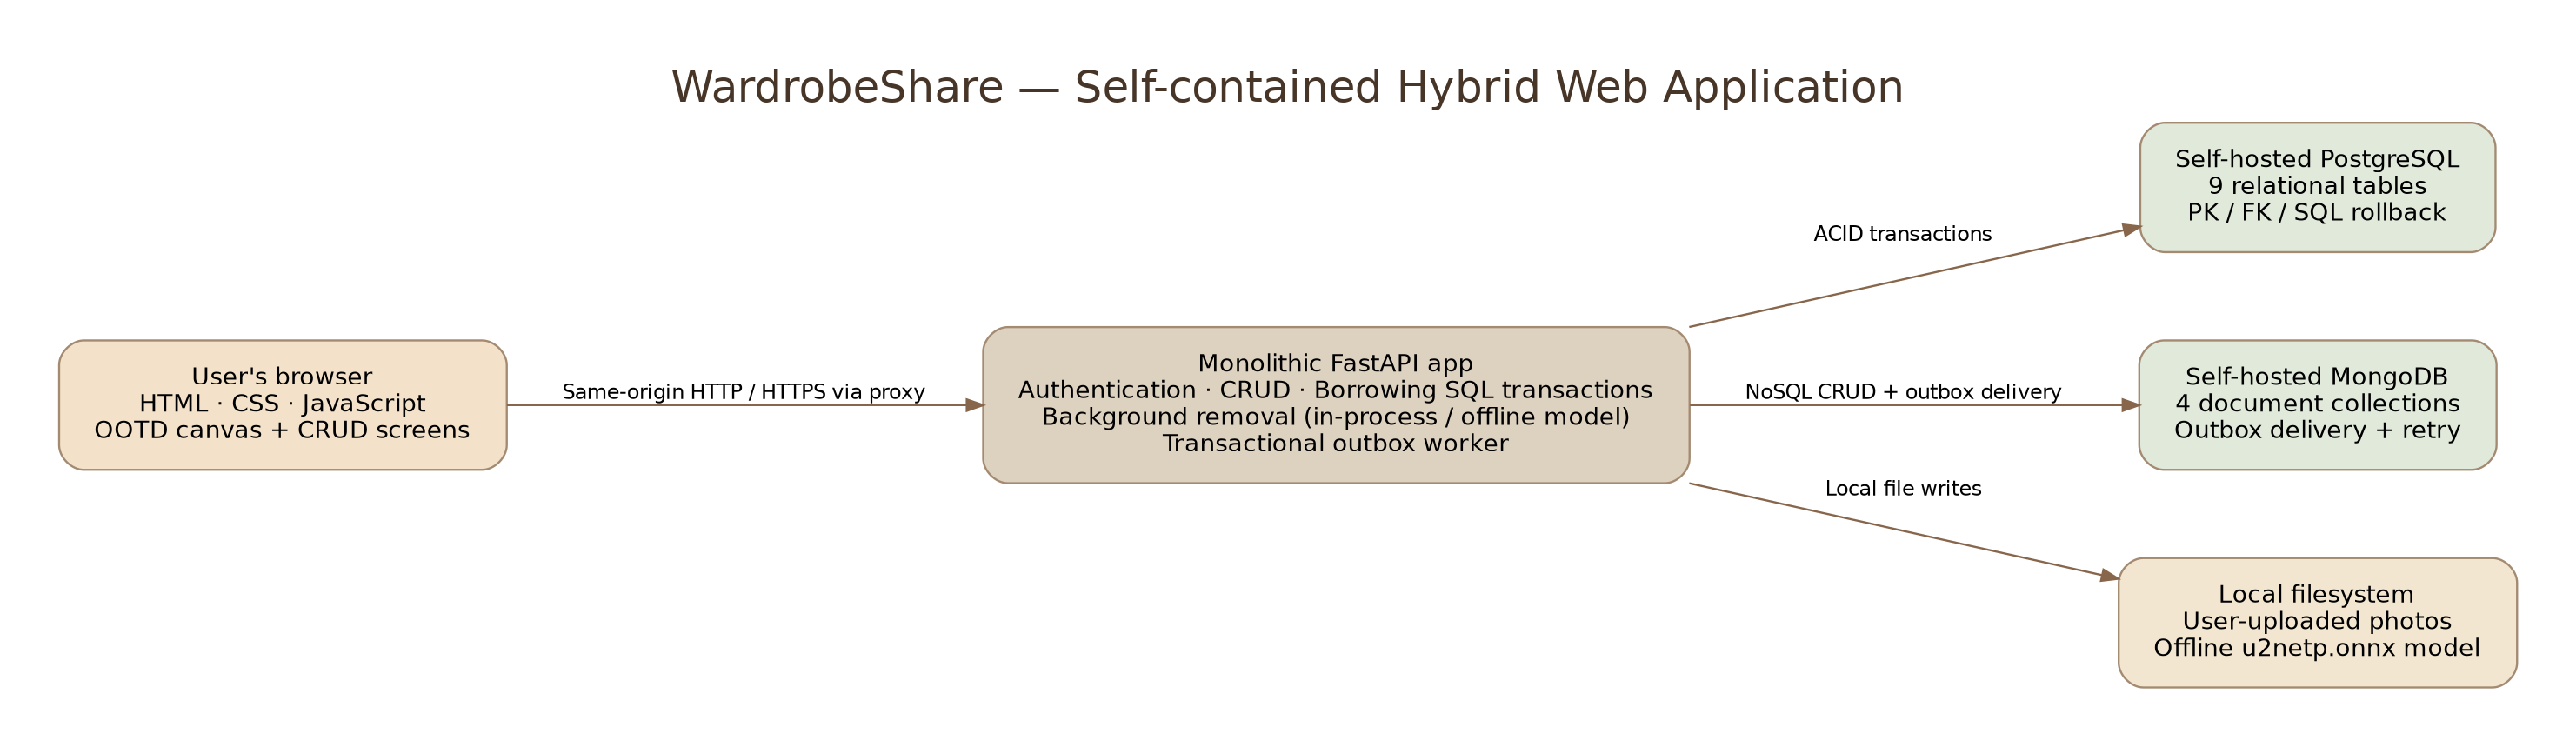 WardrobeShare — Self-contained Hybrid Web Application
User's browser
HTML · CSS · JavaScript
OOTD canvas + CRUD screens
Same-origin HTTP / HTTPS via proxy
Monolithic FastAPI app
Authentication · CRUD · Borrowing SQL transactions
Background removal (in-process / offline model)
Transactional outbox worker
ACID transactions
Self-hosted PostgreSQL
9 relational tables
PK / FK / SQL rollback
NoSQL CRUD + outbox delivery
Self-hosted MongoDB
4 document collections
Outbox delivery + retry
Local file writes
Local filesystem
User-uploaded photos
Offline u2netp.onnx model